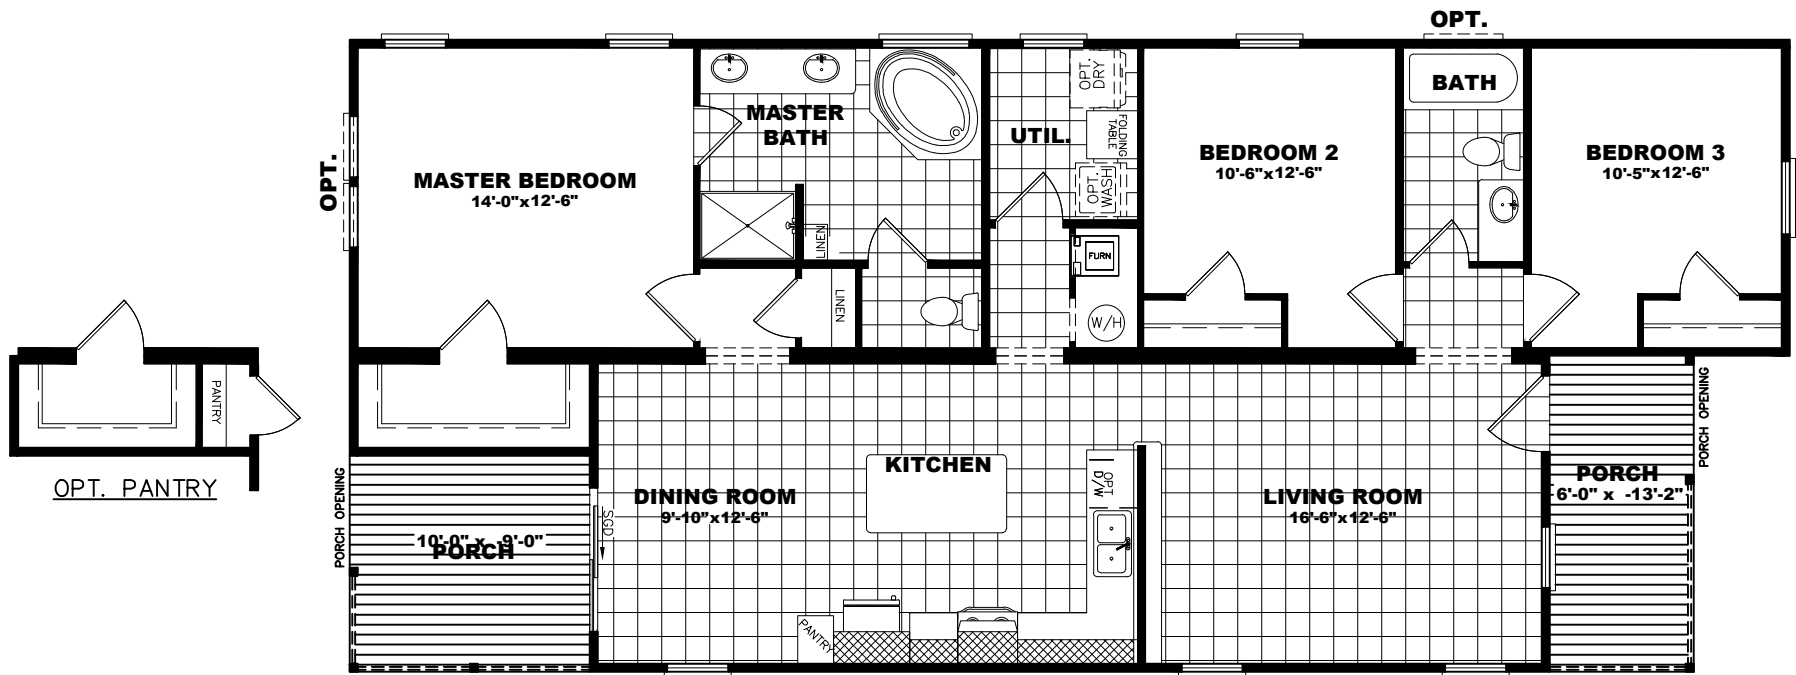 OPT.
OPT.
MASTER BEDROOM
14'-0"x12'-6"
MASTER
BATH
LINEN
LINEN
UTIL.
OPT.
DRY
FOLDING
TABLE
OPT.
WASH
FURN
W/H
BEDROOM 2
10'-6"x12'-6"
BATH
BEDROOM 3
10'-5"x12'-6"
PANTRY
OPT. PANTRY
PORCH OPENING
10'-0" x -9'-0"
PORCH
SGD
DINING ROOM
9'-10"x12'-6"
KITCHEN
OPT
D/W
PANTRY
LIVING ROOM
16'-6"x12'-6"
PORCH
6'-0" x -13'-2"
PORCH OPENING